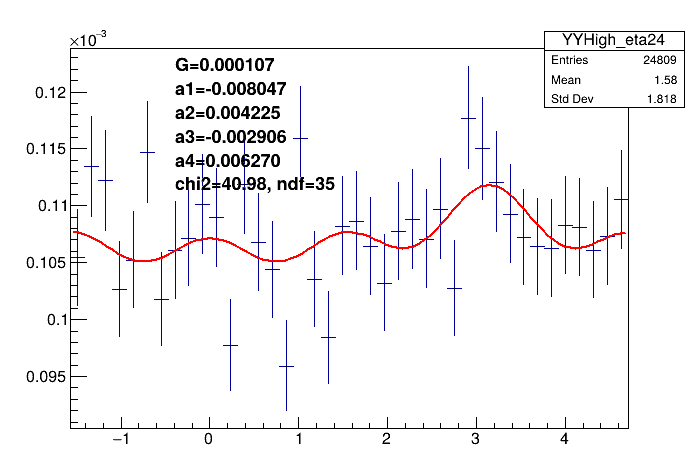 ×10⁻³
YYHigh_eta24
Entries 24809
Mean 1.58
Std Dev 1.818
G=0.000107
a1=-0.008047
a2=0.004225
a3=-0.002906
a4=0.006270
chi2=40.98, ndf=35
0.12
0.115
0.11
0.105
0.1
0.095
−1 0 1 2 3 4